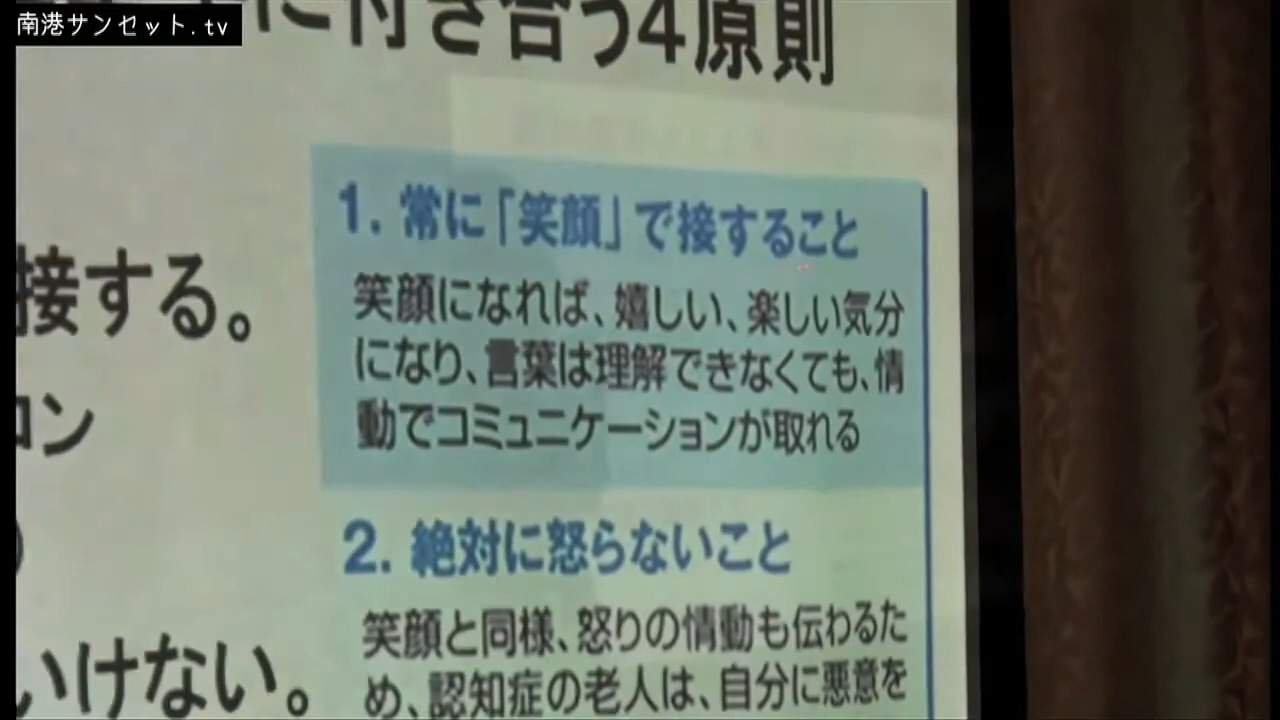 南港サンセット.tv
に付き合う4原則
1. 常に「笑顔」で接すること
笑顔になれば、嬉しい、楽しい気分
になり、言葉は理解できなくても、情
動でコミュニケーションが取れる
接する。
ロン
2. 絶対に怒らないこと
笑顔と同様、怒りの情動も伝わるた
め、認知症の老人は、自分に悪意を
いけない。